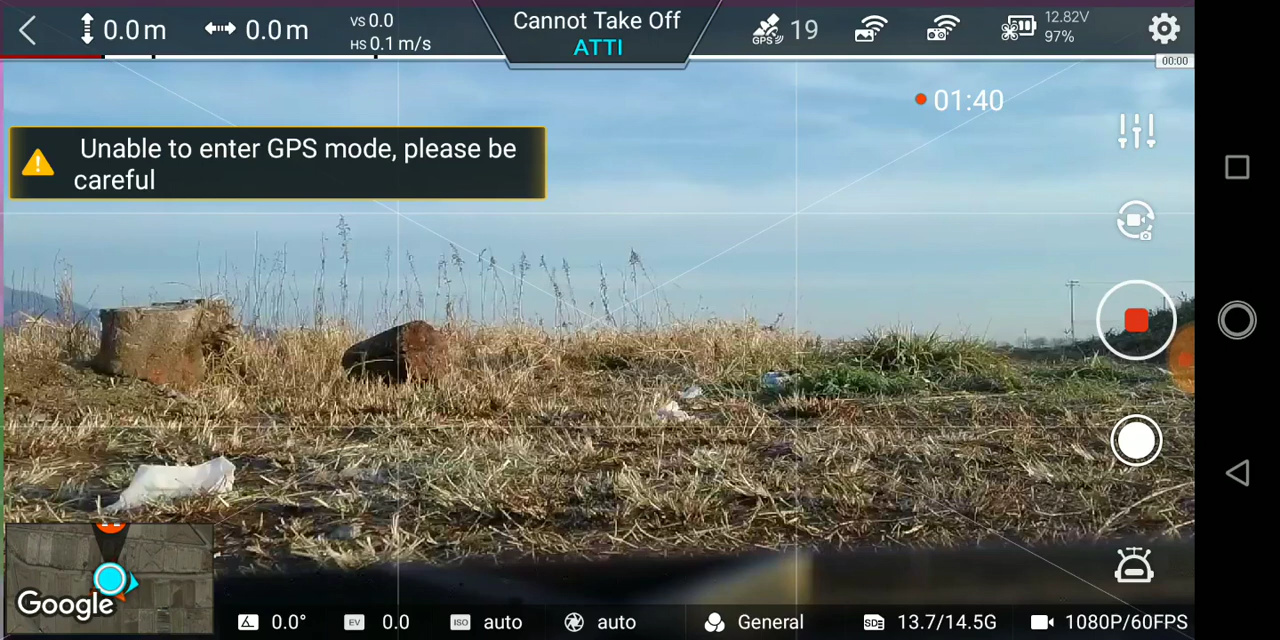 0.0m
0.0m
VS 0.0
HS 0.1 m/s
Cannot Take Off
ATTI
GPS
19
12.82V
97%
00:00
01:40
Unable to enter GPS mode, please be
careful
Google
0.0°
EV
0.0
ISO
auto
auto
General
SD
13.7/14.5G
1080P/60FPS